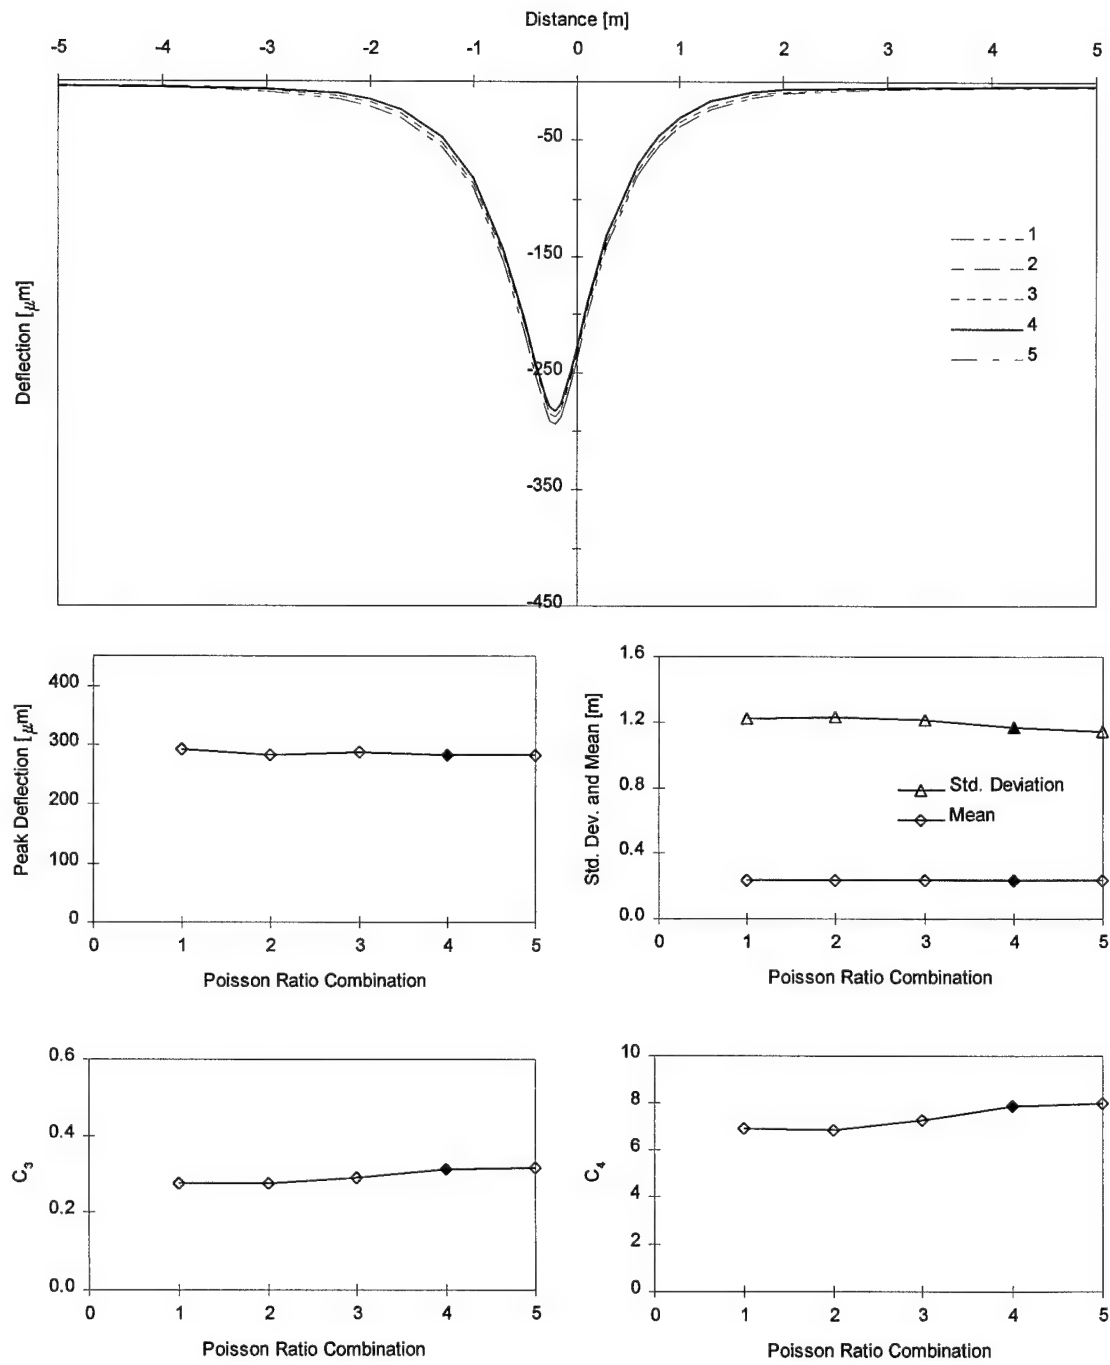 Distance [m]
-5 -4 -3 -2 -1 0 1 2 3 4 5
-50
-150
-250
-350
-450
Deflection [μm]
1
2
3
4
5
400
300
200
100
0
Peak Deflection [μm]
0 1 2 3 4 5
Poisson Ratio Combination
1.6
1.2
0.8
0.4
0.0
Std. Dev. and Mean [m]
Std. Deviation
Mean
0 1 2 3 4 5
Poisson Ratio Combination
0.6
0.4
0.2
0.0
C3
0 1 2 3 4 5
Poisson Ratio Combination
10
8
6
4
2
0
C4
0 1 2 3 4 5
Poisson Ratio Combination